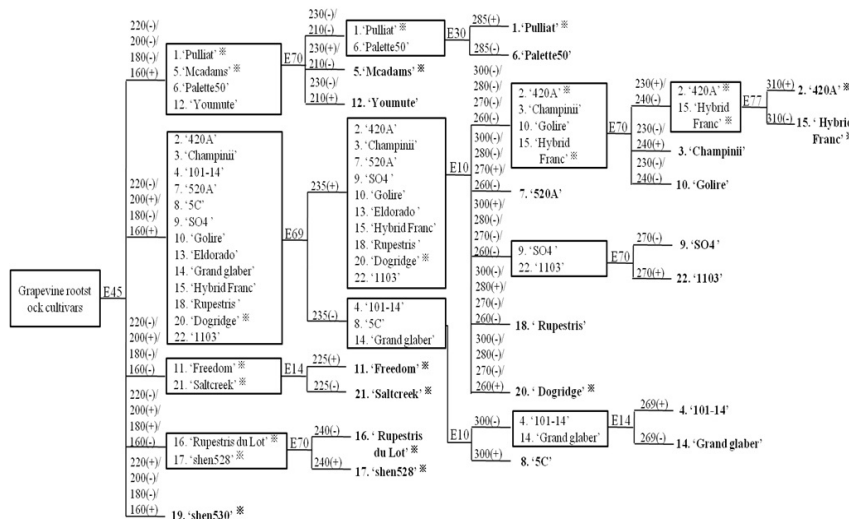 Grapevine rootst
ock cultivars
E45
220(-)/
200(-)/
180(-)/
160(+)
1.‘Pulliat’ ※
5.‘Mcadams’ ※
6.‘Palette50’
12. ‘Youmute’
E70
230(-)/
210(-)
230(+)/
210(-)
230(-)/
210(+)
1.‘Pulliat’ ※
6.‘Palette50’
5.‘Mcadams’ ※
12. ‘Youmute’
E30
285(+)
285(-)
1.‘Pulliat’ ※
6.‘Palette50’
220(-)/
200(+)/
180(-)/
160(+)
2. ‘420A’
3. ‘Champinii’
4. ‘101-14’
7. ‘520A’
8. ‘5C’
9. ‘SO4’
10. ‘Golire’
13. ‘Eldorado’
14. ‘Grand glaber’
15. ‘Hybrid Franc’
18. ‘Rupestris’
20. ‘Dogridge’ ※
22. ‘1103’
E69
235(+)
235(-)
2. ‘420A’
3. ‘Champinii’
7. ‘520A’
9. ‘SO4’
10. ‘Golire’
13. ‘Eldorado’
15. ‘Hybrid Franc’
18. ‘Rupestris’
20. ‘Dogridge’ ※
22. ‘1103’
4. ‘101-14’
8. ‘5C’
14. ‘Grand glaber’
E10
300(-)/
280(-)/
270(-)/
260(-)
300(-)/
280(-)/
270(+)/
260(-)
300(+)/
280(-)/
270(-)/
260(-)
300(-)/
280(+)/
270(-)/
260(-)
300(-)/
280(-)/
270(-)/
260(+)
2. ‘420A’ ※
3. ‘Champinii’
10. ‘Golire’
15. ‘Hybrid
Franc’ ※
7. ‘520A’
9. ‘SO4’
22. ‘1103’
18. ‘Rupestris’
20. ‘Dogridge’ ※
E70
230(+)/
240(-)
230(-)/
240(+)
230(-)/
240(-)
2. ‘420A’ ※
15. ‘Hybrid
Franc’ ※
3. ‘Champinii’
10. ‘Golire’
E77
310(+)
310(-)
2. ‘420A’ ※
15. ‘Hybrid
Franc’ ※
E70
270(-)
270(+)
9. ‘SO4’
22. ‘1103’
E10
300(-)
300(+)
4. ‘101-14’
14. ‘Grand glaber’
8. ‘5C’
E14
269(+)
269(-)
4. ‘101-14’
14. ‘Grand glaber’
220(-)/
200(+)/
180(-)/
160(-)
11. ‘Freedom’ ※
21. ‘Saltcreek’ ※
E14
225(+)
225(-)
11. ‘Freedom’ ※
21. ‘Saltcreek’ ※
220(-)/
200(+)/
180(+)/
160(-)
16. ‘Rupestris du Lot’ ※
17. ‘shen528’ ※
E70
240(-)
240(+)
16. ‘ Rupestris
du Lot’ ※
17. ‘shen528’ ※
220(+)/
200(-)/
180(-)/
160(+)
19. ‘shen530’ ※